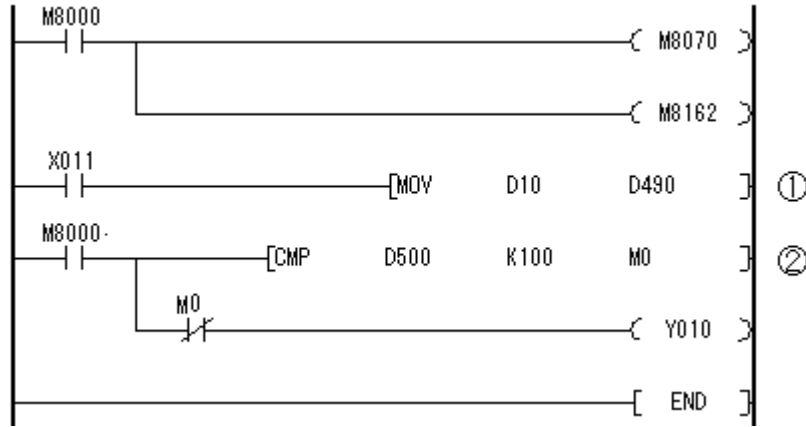 M8000
M8070
M8162
X011
MOV D10 D490 ①
M8000
CMP D500 K100 M0 ②
M0
Y010
END